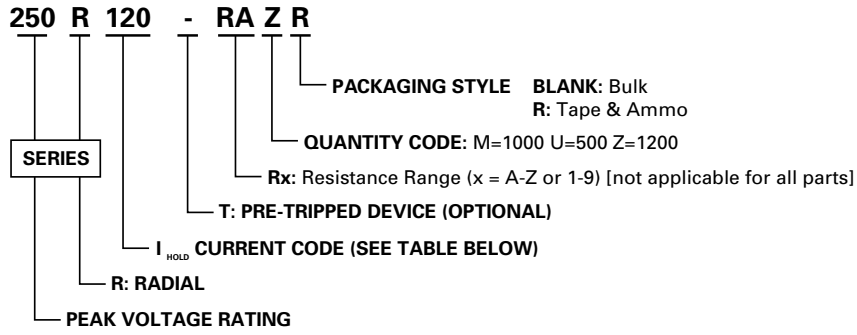 250 R 120 - RA Z R
PACKAGING STYLE BLANK: Bulk
R: Tape & Ammo
QUANTITY CODE: M=1000 U=500 Z=1200
SERIES
Rx: Resistance Range (x = A-Z or 1-9) [not applicable for all parts]
T: PRE-TRIPPED DEVICE (OPTIONAL)
I HOLD CURRENT CODE (SEE TABLE BELOW)
R: RADIAL
PEAK VOLTAGE RATING